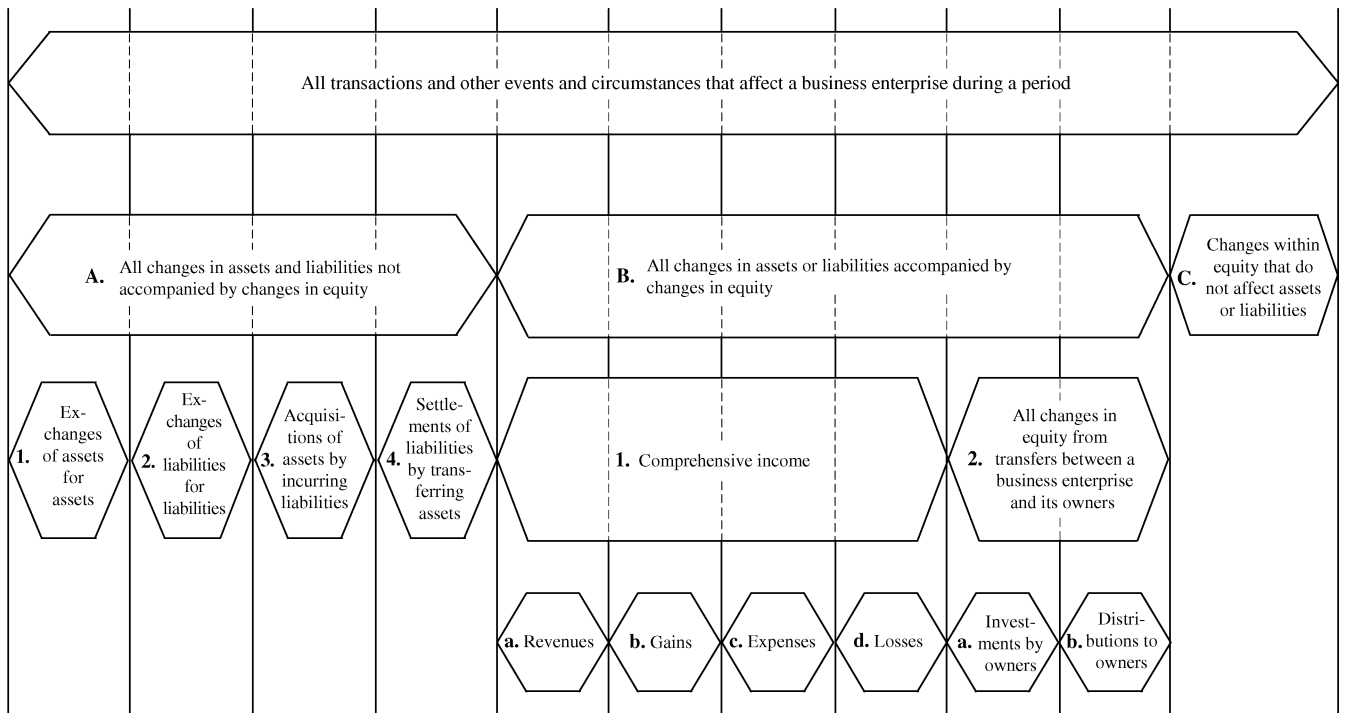 All transactions and other events and circumstances that affect a business enterprise during a period
A. All changes in assets and liabilities not
accompanied by changes in equity
B. All changes in assets or liabilities accompanied by
changes in equity
C. Changes within
equity that do
not affect assets
or liabilities
1. Ex-
changes
of assets
for
assets
2. Ex-
changes
of
liabilities
for
liabilities
3. Acquisi-
tions of
assets by
incurring
liabilities
4. Settle-
ments of
liabilities
by trans-
ferring
assets
1. Comprehensive income
2. All changes in
equity from
transfers between a
business enterprise
and its owners
a. Revenues
b. Gains
c. Expenses
d. Losses
a. Invest-
ments by
owners
b. Distri-
butions to
owners